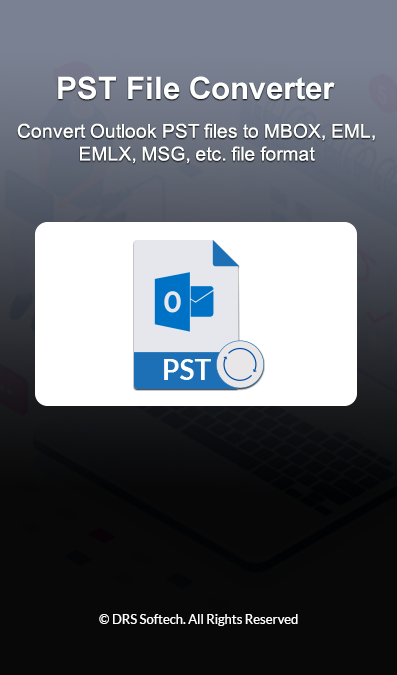 PST File Converter
Convert Outlook PST files to MBOX, EML,
EMLX, MSG, etc. file format
O
PST
© DRS Softech. All Rights Reserved